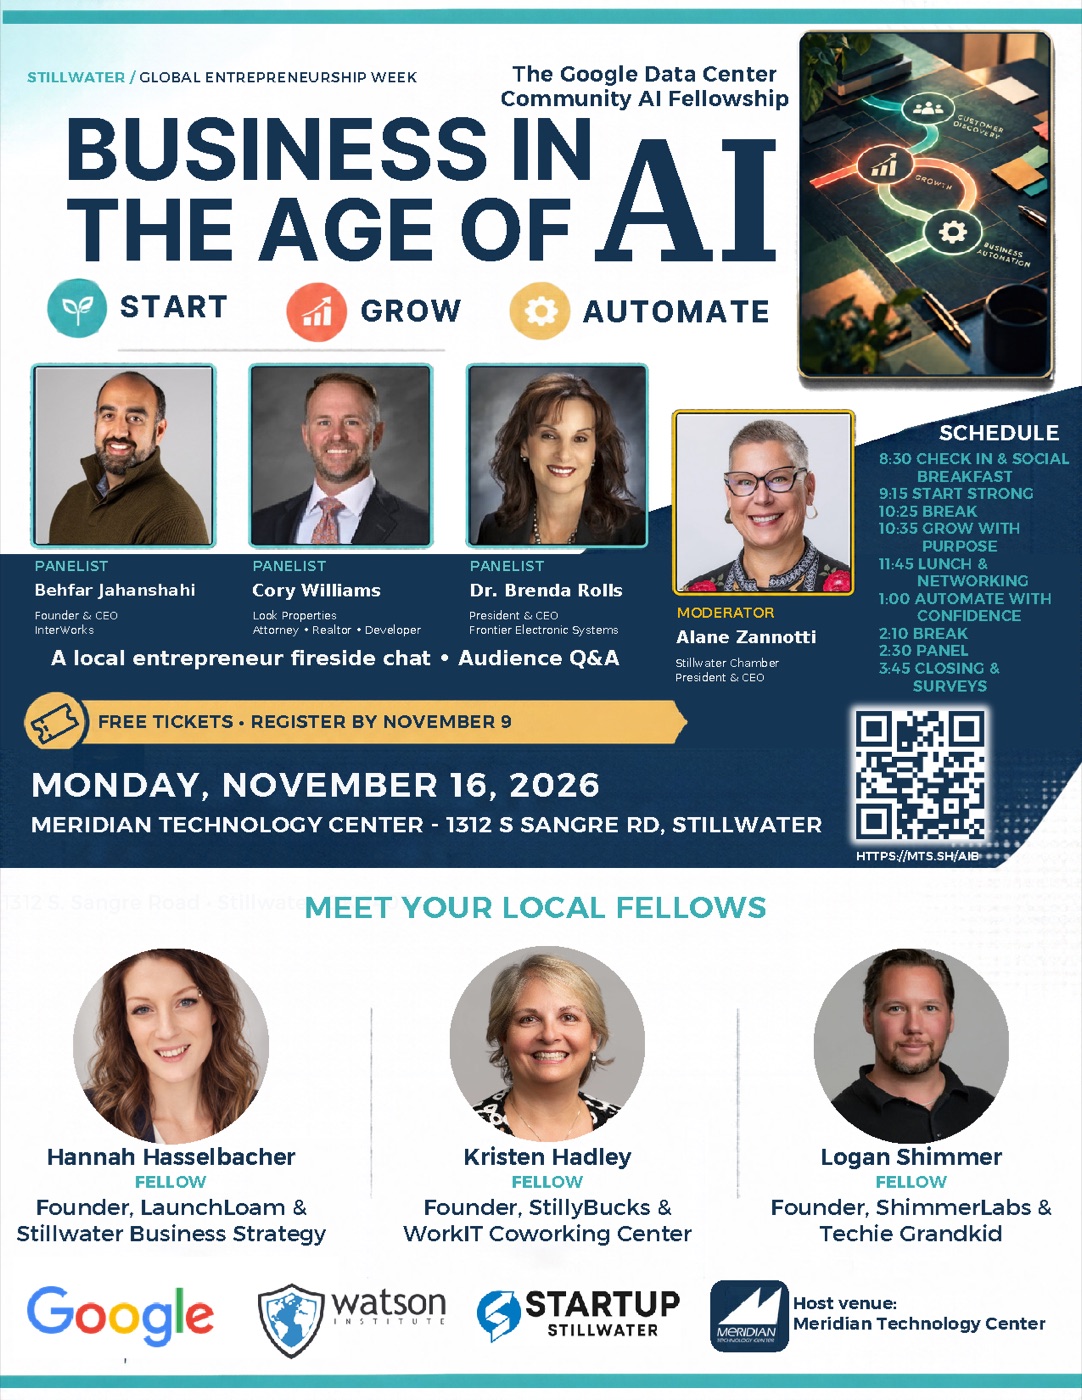 STILLWATER / GLOBAL ENTREPRENEURSHIP WEEK
The Google Data Center
Community AI Fellowship
BUSINESS IN
THE AGE OF
AI
CUSTOMER
DISCOVERY
GROWTH
BUSINESS
AUTOMATION
START
GROW
AUTOMATE
PANELIST
Behfar Jahanshahi
Founder & CEO
InterWorks
PANELIST
Cory Williams
Look Properties
Attorney • Realtor • Developer
PANELIST
Dr. Brenda Rolls
President & CEO
Frontier Electronic Systems
MODERATOR
Alane Zannotti
Stillwater Chamber
President & CEO
A local entrepreneur fireside chat • Audience Q&A
SCHEDULE
8:30 CHECK IN & SOCIAL
BREAKFAST
9:15 START STRONG
10:25 BREAK
10:35 GROW WITH
PURPOSE
11:45 LUNCH &
NETWORKING
1:00 AUTOMATE WITH
CONFIDENCE
2:10 BREAK
2:30 PANEL
3:45 CLOSING &
SURVEYS
FREE TICKETS • REGISTER BY NOVEMBER 9
MONDAY, NOVEMBER 16, 2026
MERIDIAN TECHNOLOGY CENTER - 1312 S SANGRE RD, STILLWATER
HTTPS://MTS.SH/AIB
1312 S. Sangre Road • Stillwate
MEET YOUR LOCAL FELLOWS
Hannah Hasselbacher
FELLOW
Founder, LaunchLoam &
Stillwater Business Strategy
Kristen Hadley
FELLOW
Founder, StillyBucks &
WorkIT Coworking Center
Logan Shimmer
FELLOW
Founder, ShimmerLabs &
Techie Grandkid
Google
watson
INSTITUTE
STARTUP
STILLWATER
MERIDIAN
TECHNOLOGY CENTER
Host venue:
Meridian Technology Center